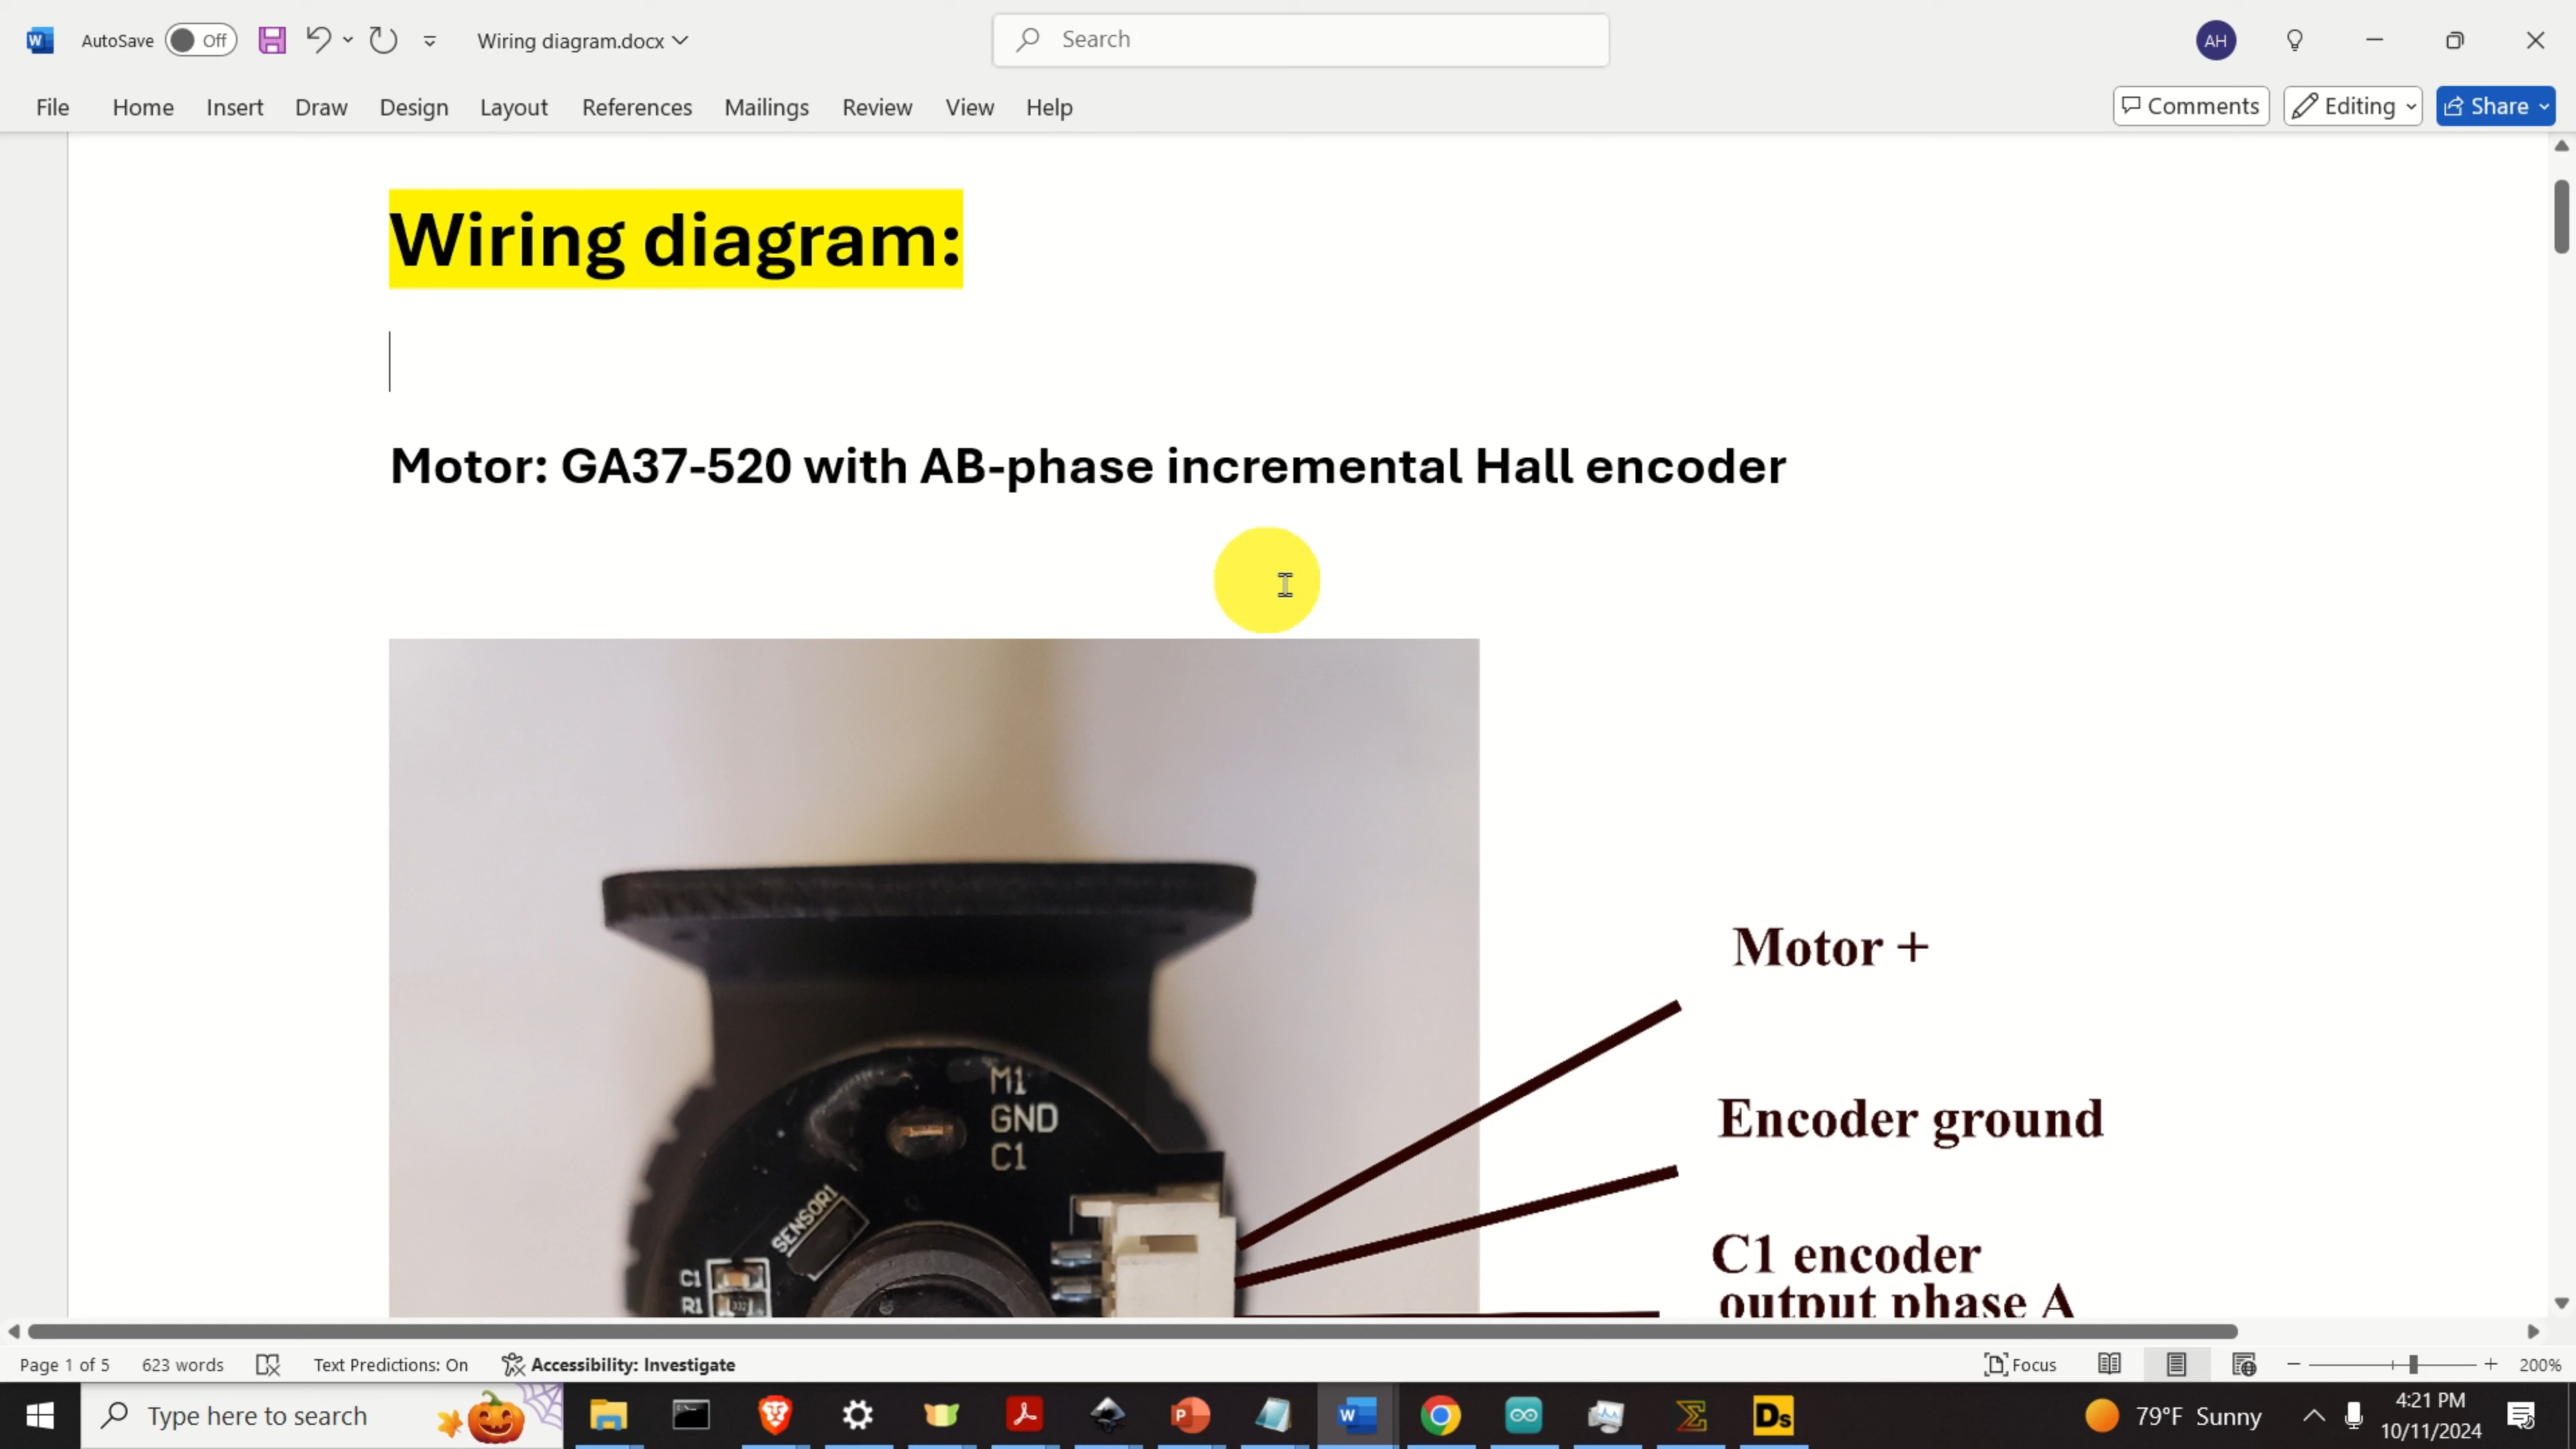 AutoSave Off Wiring diagram.docx Search AH
File Home Insert Draw Design Layout References Mailings Review View Help Comments Editing Share
Wiring diagram:
Motor: GA37-520 with AB-phase incremental Hall encoder
Motor +
M1
GND
C1
Encoder ground
SENSOR1
C1
R1
332
C1 encoder
output phase A
Page 1 of 5 623 words Text Predictions: On Accessibility: Investigate Focus 200%
Type here to search Ds 79°F Sunny 4:21 PM
10/11/2024